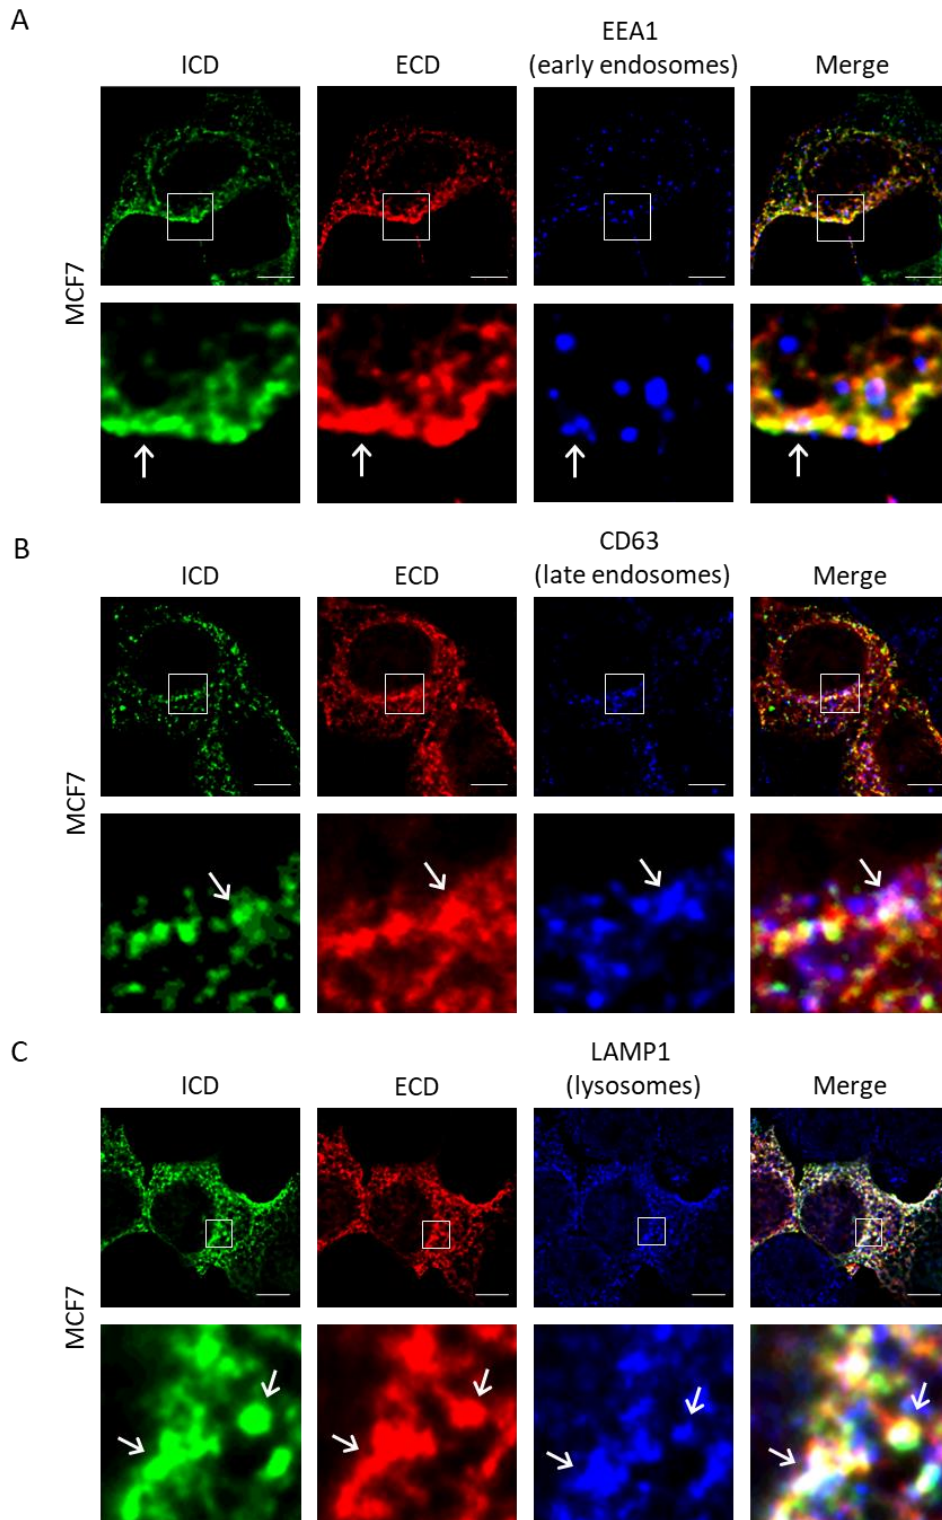 A
EEA1
ICD ECD (early endosomes) Merge
MCF7
B
CD63
ICD ECD (late endosomes) Merge
MCF7
C
LAMP1
ICD ECD (lysosomes) Merge
MCF7